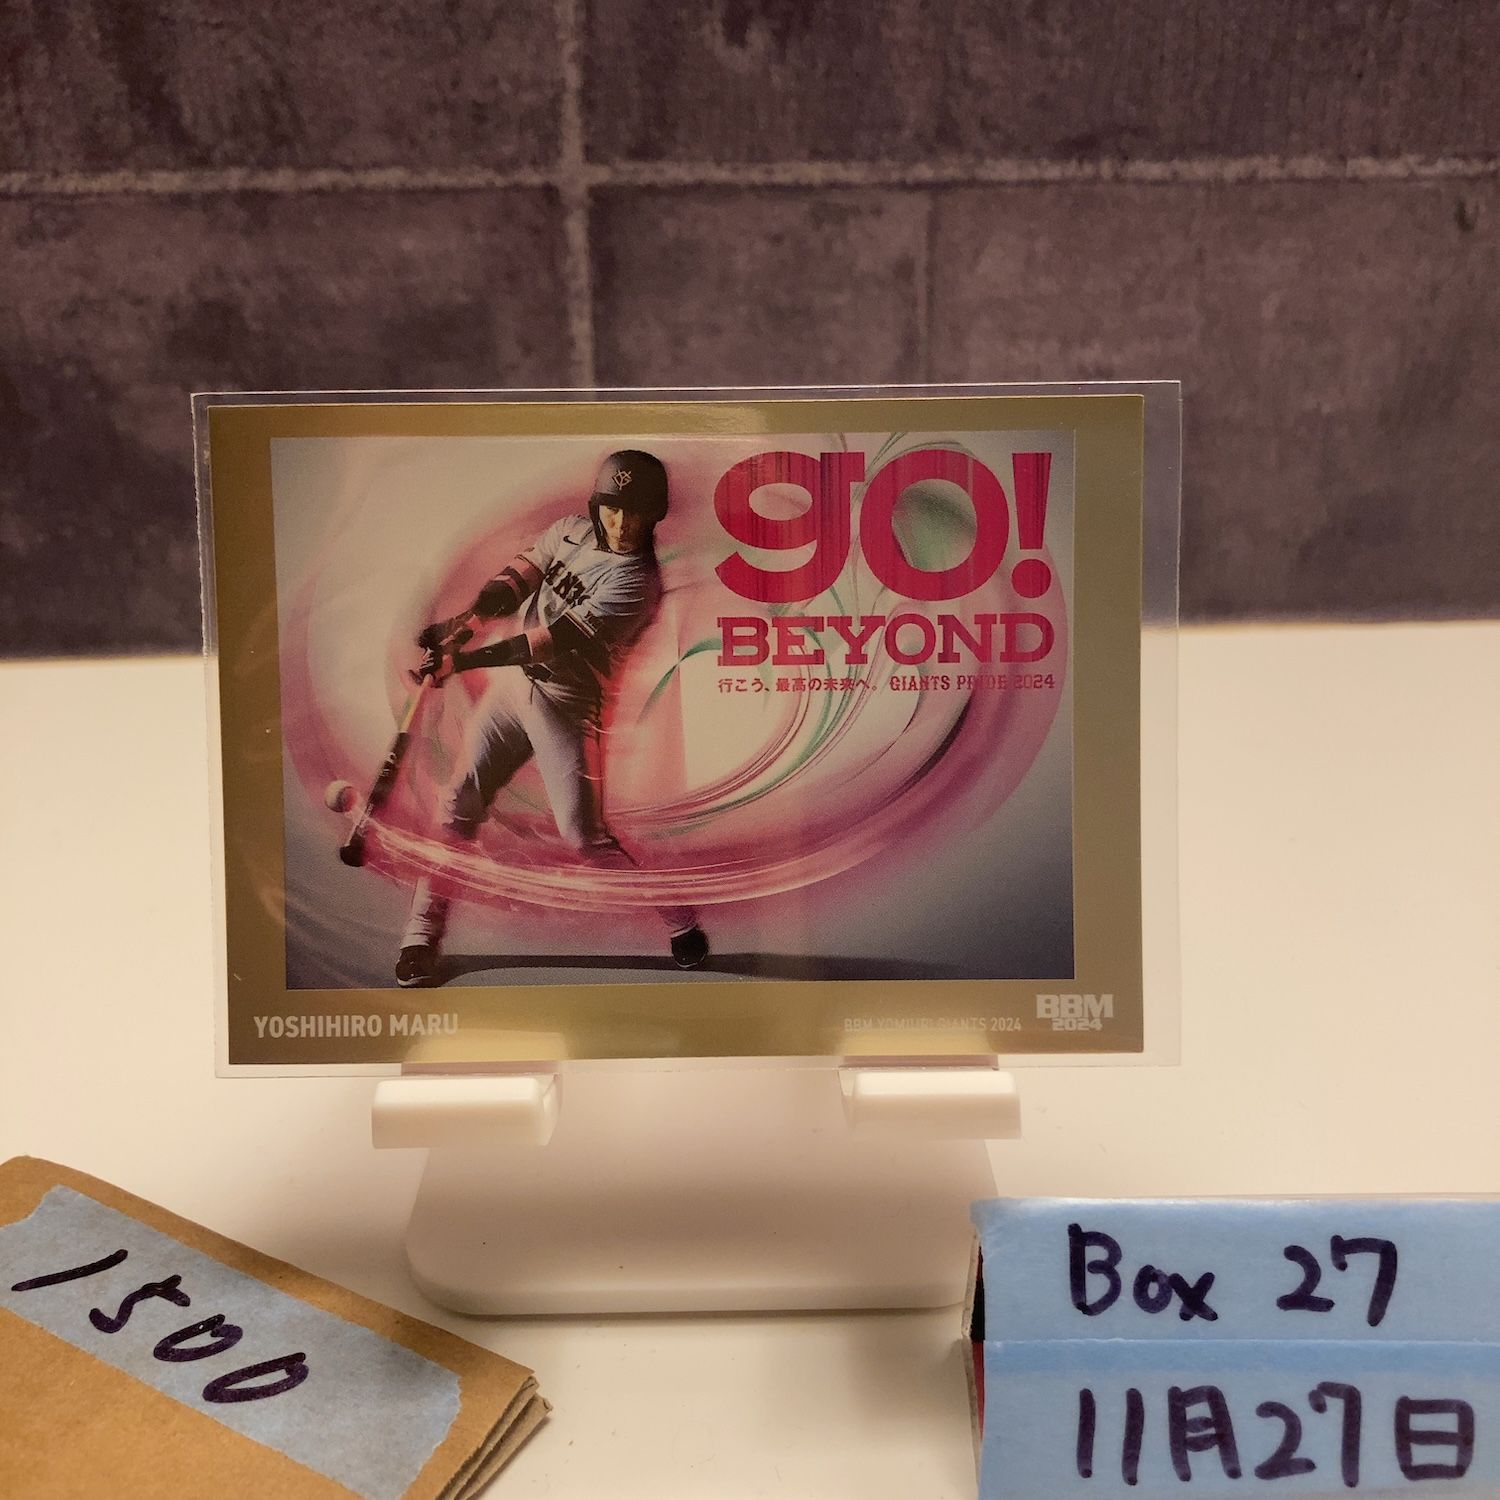 go!
BEYOND
行こう、最高の未来へ。 GIANTS PRIDE 2024
YOSHIHIRO MARU
BBM YOMIURI GIANTS 2024
BBM
2024
1500
Box 27
11月27日